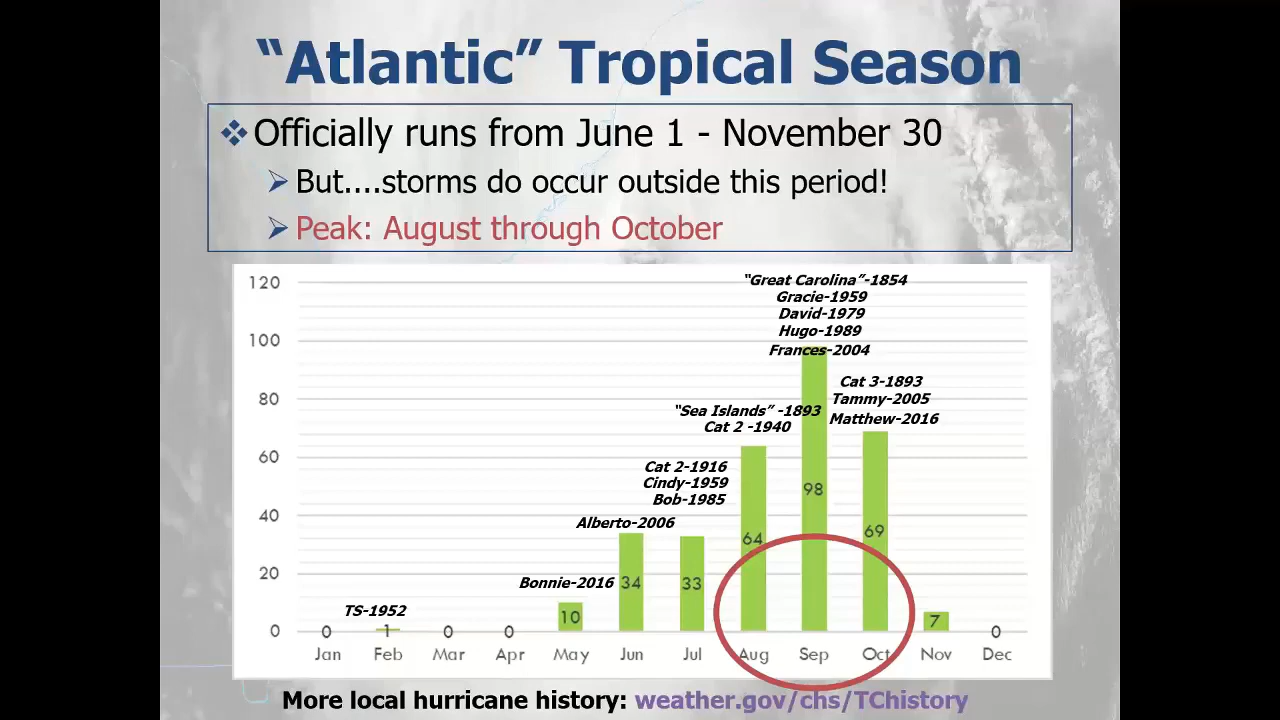 “Atlantic” Tropical Season
Officially runs from June 1 - November 30
But....storms do occur outside this period!
Peak: August through October
120
100
80
60
40
20
0
“Great Carolina”-1854
Gracie-1959
David-1979
Hugo-1989
Frances-2004
Cat 3-1893
Tammy-2005
Matthew-2016
“Sea Islands” -1893
Cat 2 -1940
Cat 2-1916
Cindy-1959
Bob-1985
Alberto-2006
Bonnie-2016
TS-1952
0 1 0 0 10 34 33 64 98 69 7 0
Jan Feb Mar Apr May Jun Jul Aug Sep Oct Nov Dec
More local hurricane history: weather.gov/chs/TChistory